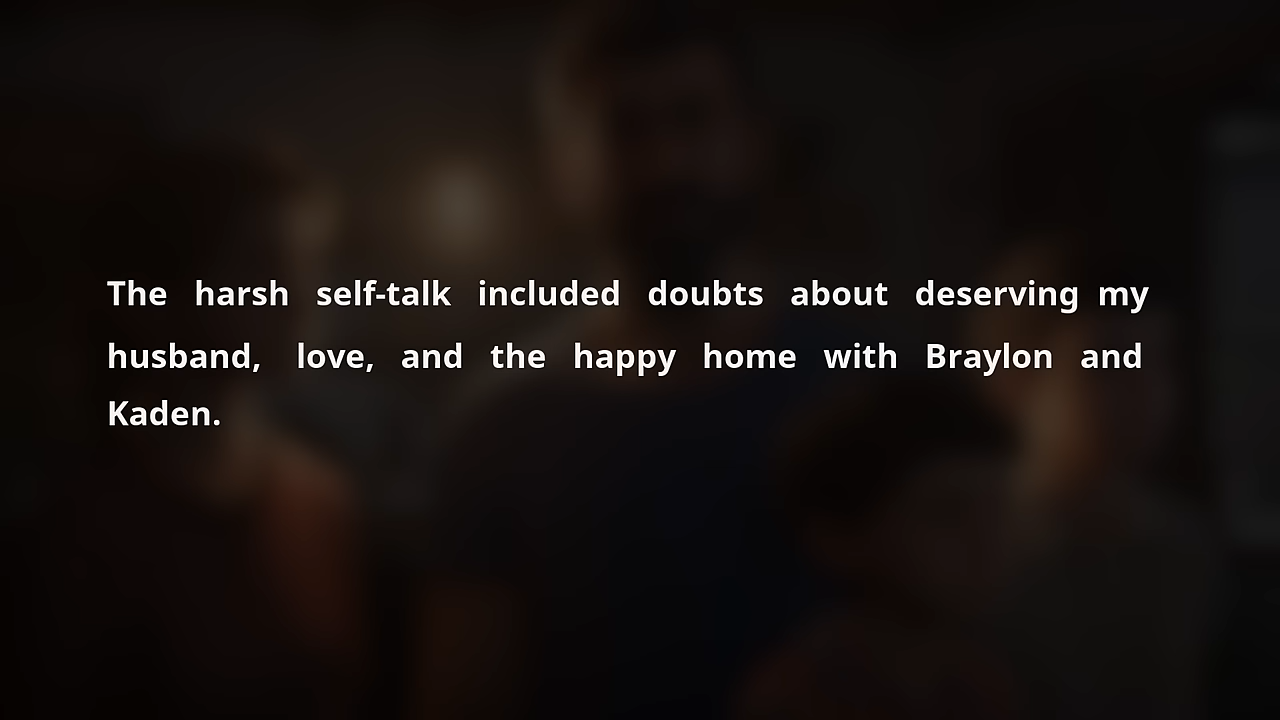 The harsh self-talk included doubts about deserving my
husband, love, and the happy home with Braylon and
Kaden.